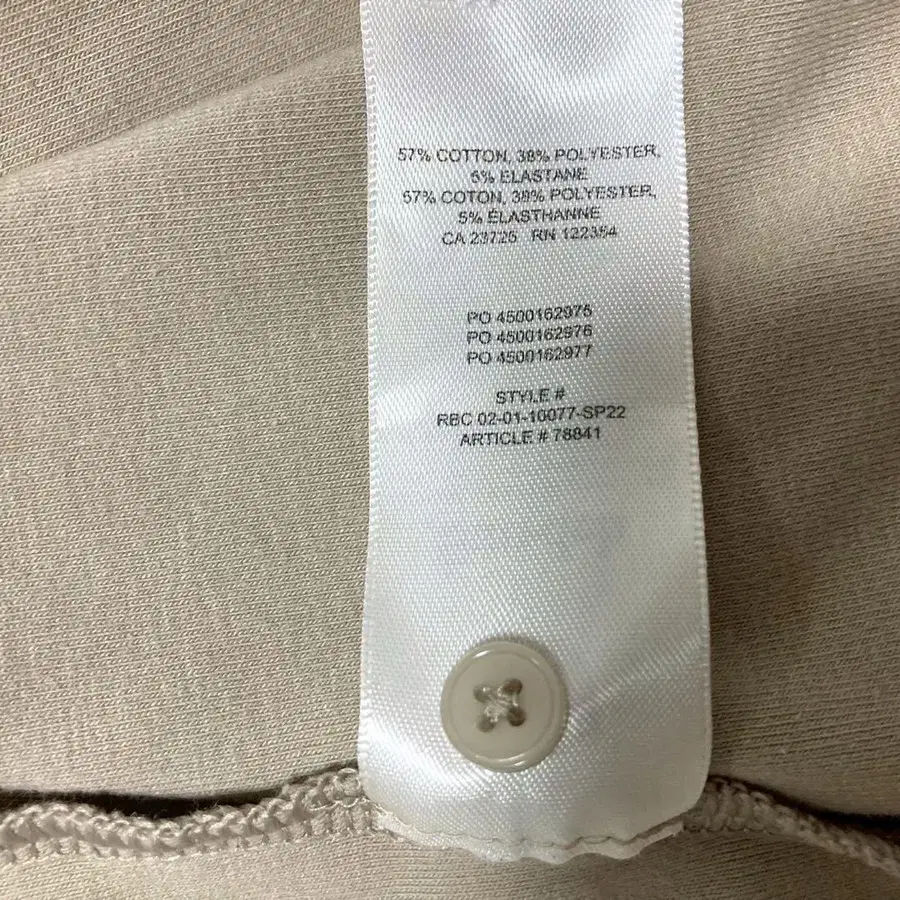 57% COTTON, 38% POLYESTER,
5% ELASTANE
57% COTON, 38% POLYESTER,
5% ÉLASTHANNE
CA 23725 RN 122354
PO 4500162975
PO 4500162976
PO 4500162977
STYLE #
RBC 02-01-10077-SP22
ARTICLE # 78841